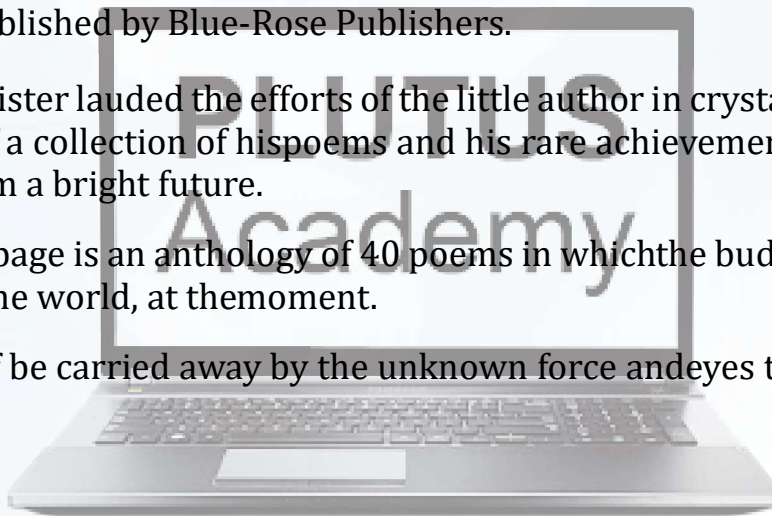 blished by Blue-Rose Publishers.
ister lauded the efforts of the little author in crysta
a collection of hispoems and his rare achievemer
m a bright future.
page is an anthology of 40 poems in whichthe bud
ne world, at themoment.
be carried away by the unknown force andeyes t
PLUTUS
Academy